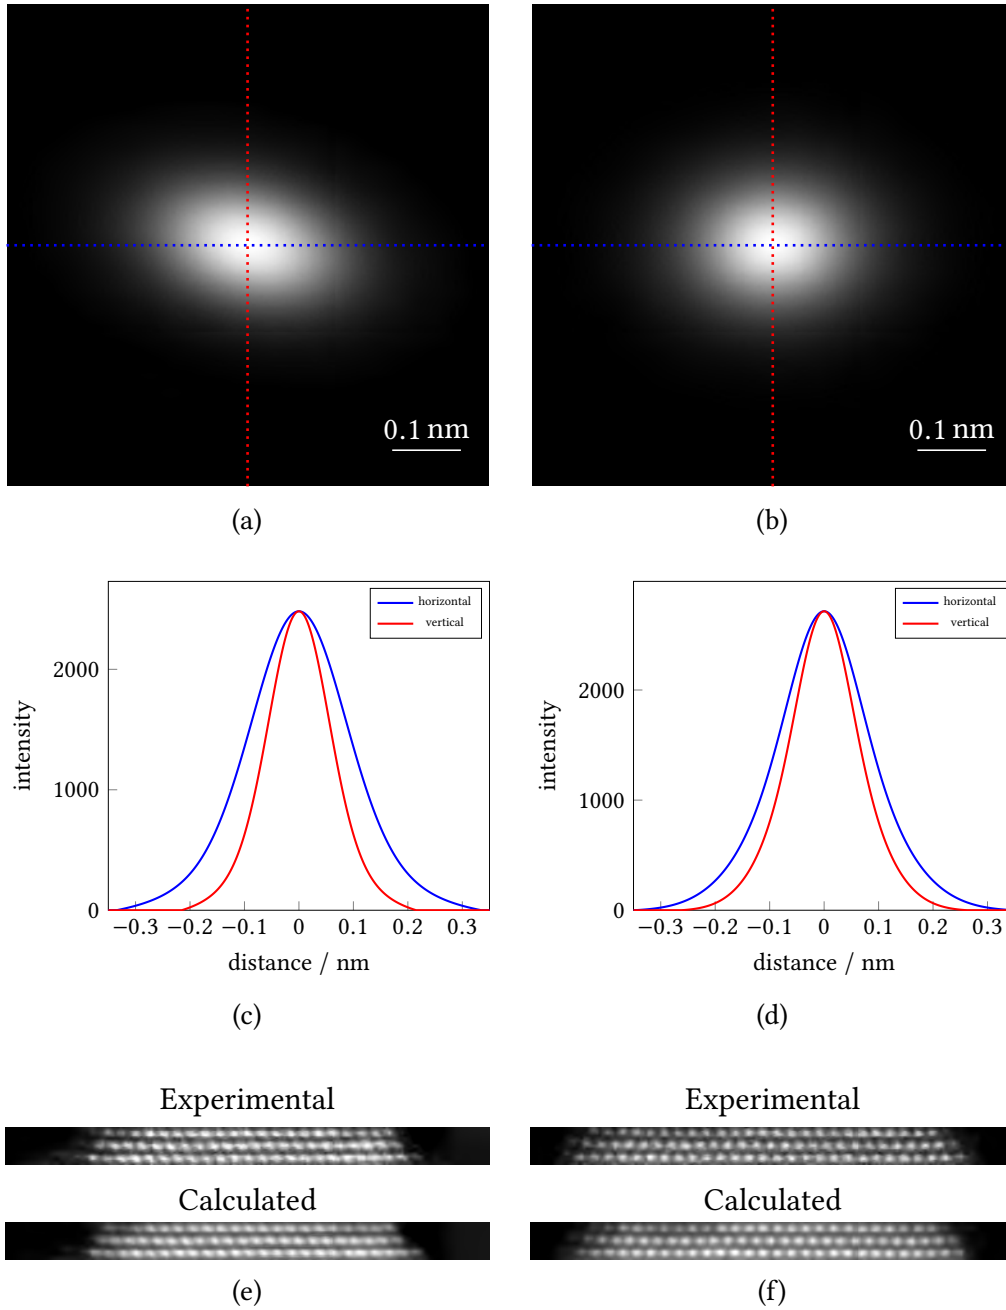 0.1 nm
0.1 nm
(a)
(b)
horizontal
vertical
2000
1000
0
intensity
−0.3 −0.2 −0.1 0 0.1 0.2 0.3
distance / nm
(c)
horizontal
vertical
2000
1000
0
intensity
−0.3 −0.2 −0.1 0 0.1 0.2 0.3
distance / nm
(d)
Experimental
Calculated
(e)
Experimental
Calculated
(f)